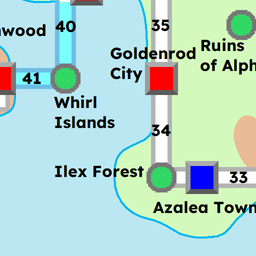 40
35
nwood
Goldenrod
City
Ruins
of Alph
41
Whirl
Islands
34
Ilex Forest
33
Azalea Town